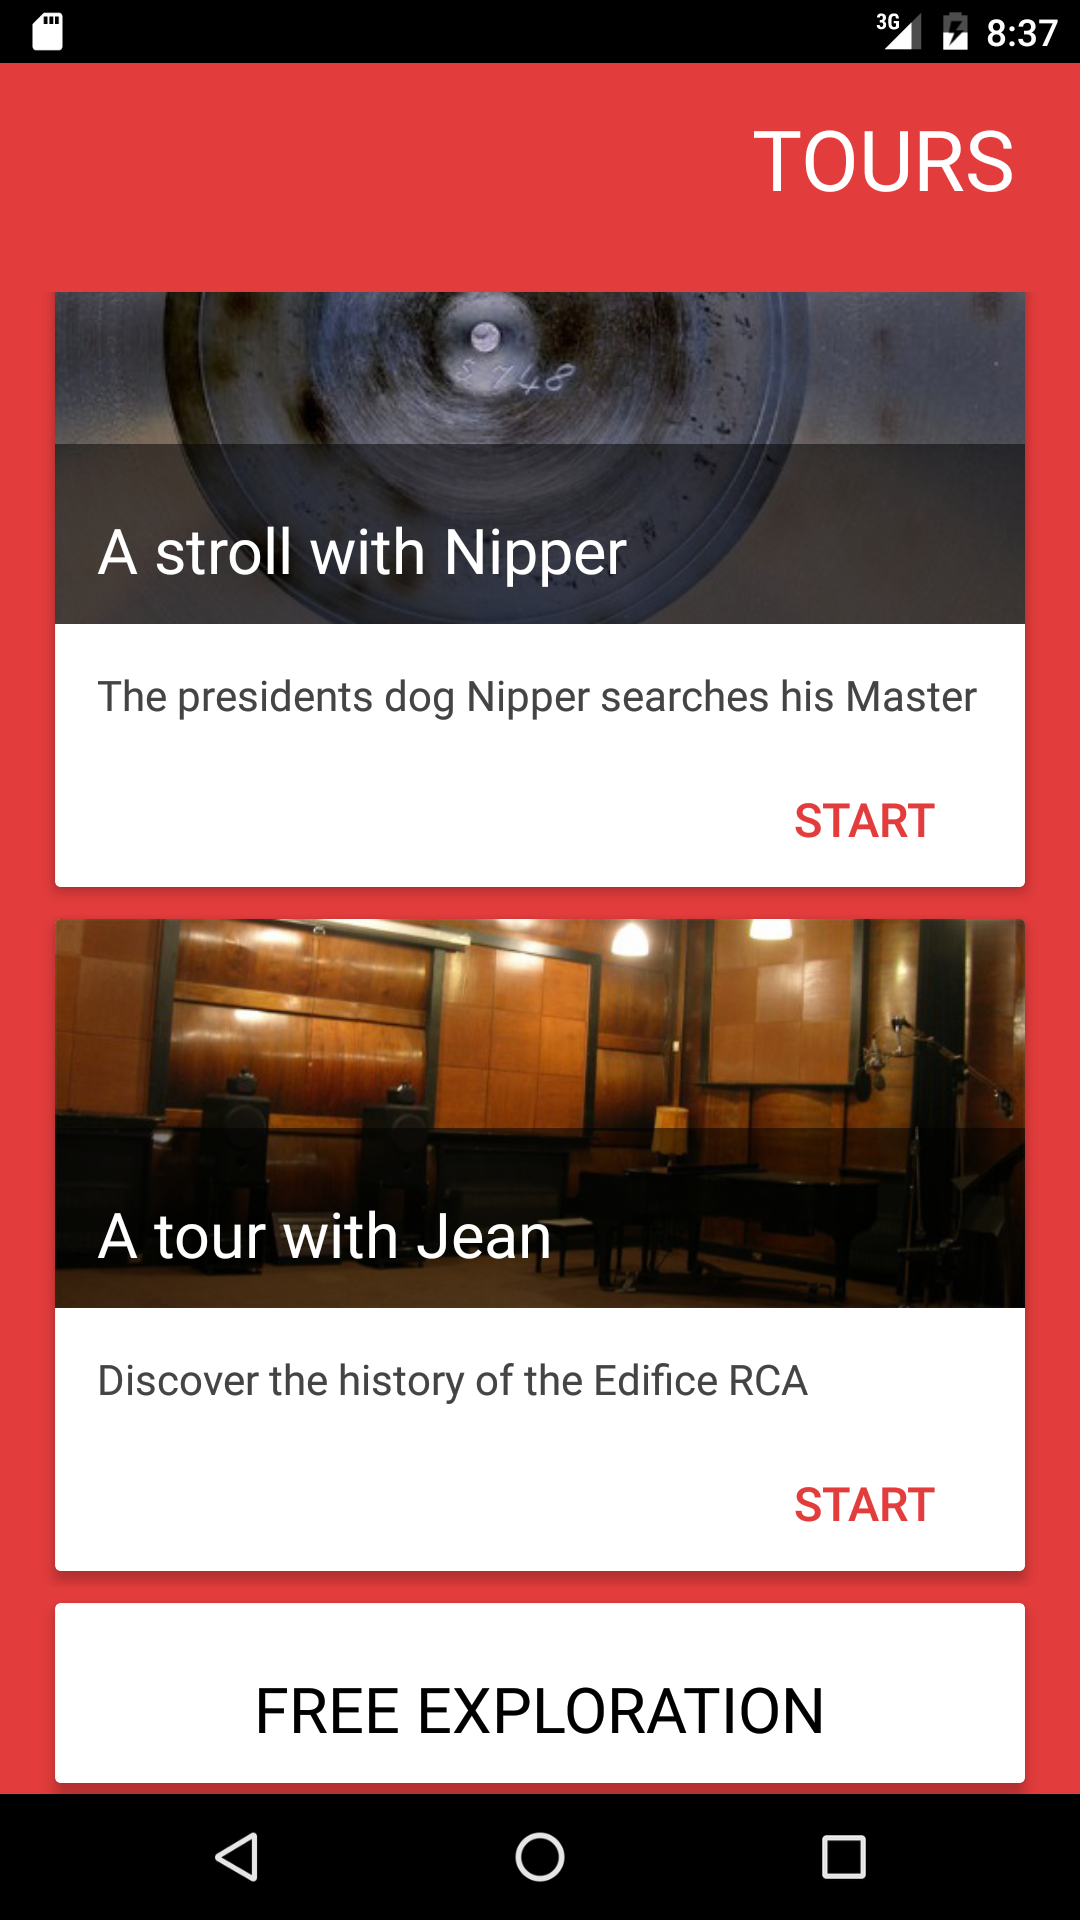 3G 8:37
TOURS
S 748
A stroll with Nipper
The presidents dog Nipper searches his Master
START
A tour with Jean
Discover the history of the Edifice RCA
START
FREE EXPLORATION